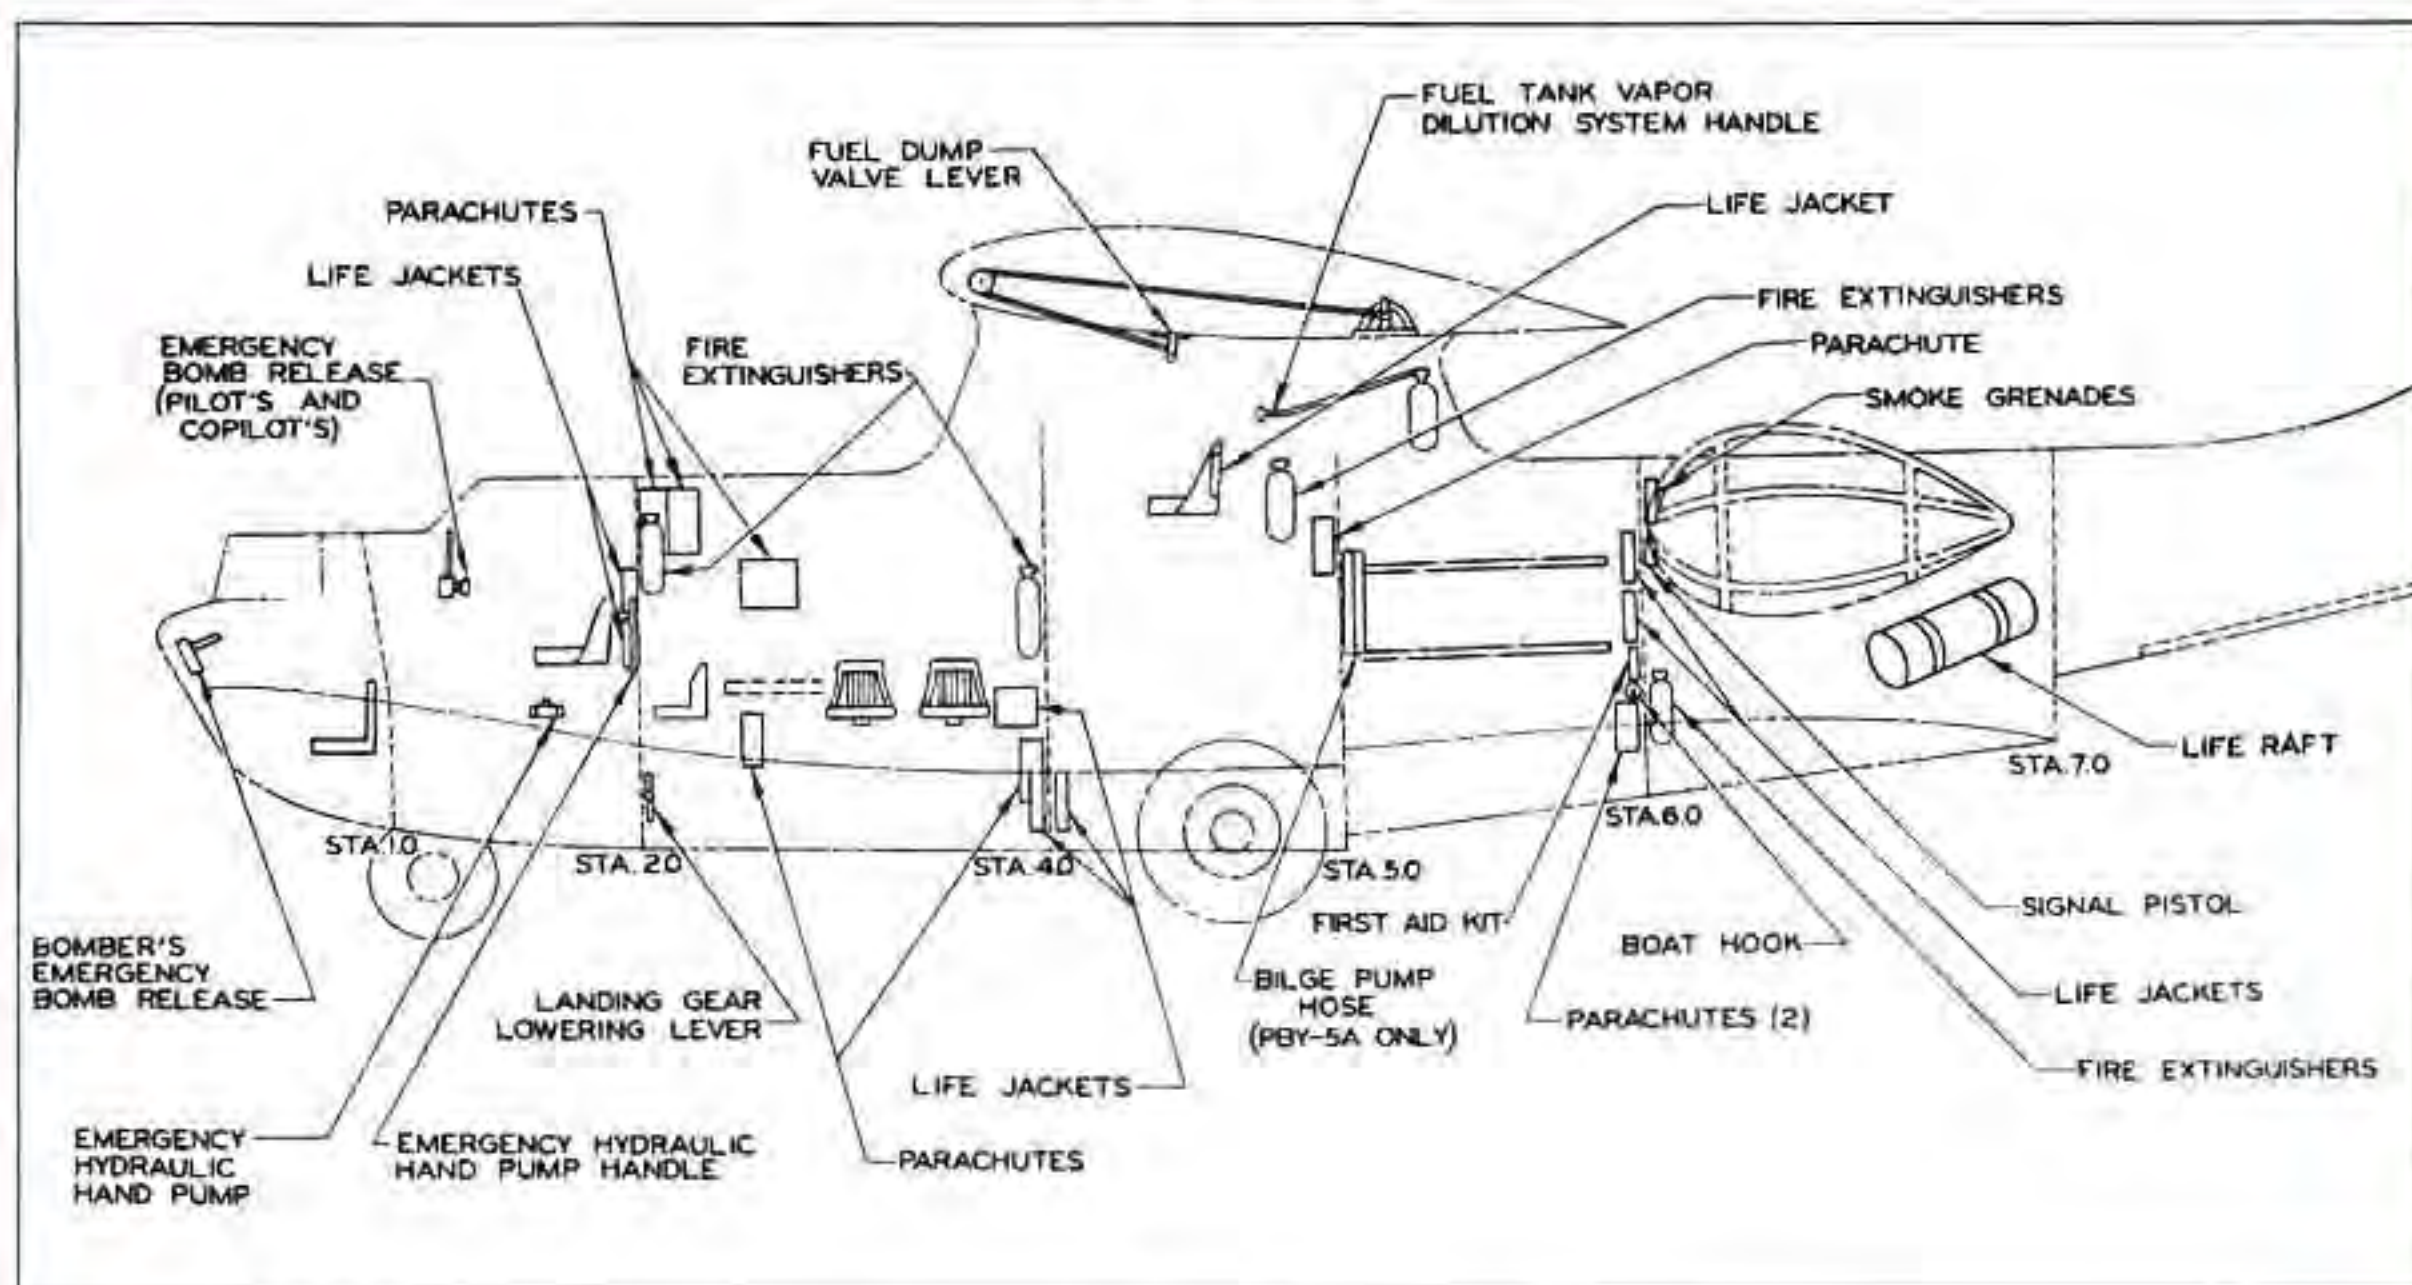 FUEL TANK VAPOR
DILUTION SYSTEM HANDLE
FUEL DUMP
VALVE LEVER
LIFE JACKET
PARACHUTES
LIFE JACKETS
FIRE EXTINGUISHERS
PARACHUTE
EMERGENCY
BOMB RELEASE
(PILOT'S AND
COPILOT'S)
FIRE
EXTINGUISHERS
SMOKE GRENADES
LIFE RAFT
STA.7.0
STA.6.0
STA.1.0
STA.2.0
STA.4.0
STA.5.0
SIGNAL PISTOL
FIRST AID KIT
BOAT HOOK
BOMBER'S
EMERGENCY
BOMB RELEASE
LANDING GEAR
LOWERING LEVER
BILGE PUMP
HOSE
(PBY-5A ONLY)
PARACHUTES (2)
LIFE JACKETS
FIRE EXTINGUISHERS
LIFE JACKETS
EMERGENCY
HYDRAULIC
HAND PUMP
EMERGENCY HYDRAULIC
HAND PUMP HANDLE
PARACHUTES